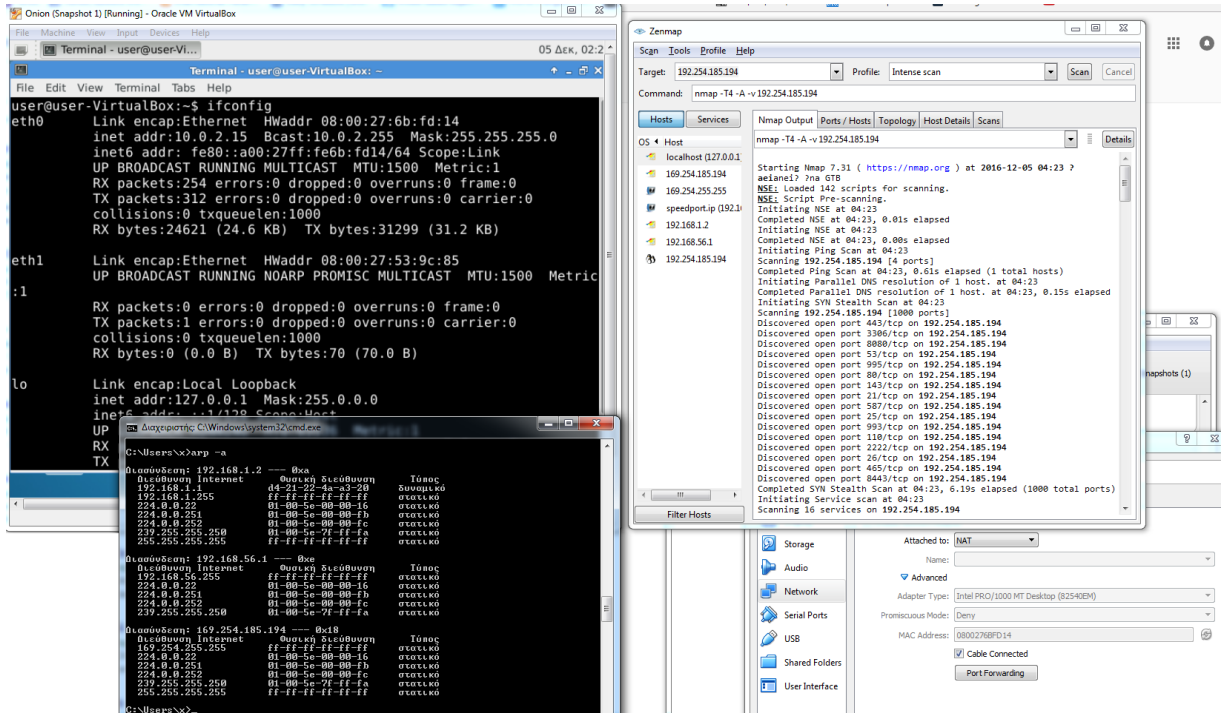 Onion (Snapshot 1) [Running] - Oracle VM VirtualBox
File Machine View Input Devices Help
Terminal - user@user-Vi...
05 Δεκ, 02:2
Terminal - user@user-VirtualBox: ~
File Edit View Terminal Tabs Help
user@user-VirtualBox:~$ ifconfig
eth0 Link encap:Ethernet HWaddr 08:00:27:6b:fd:14
inet addr:10.0.2.15 Bcast:10.0.2.255 Mask:255.255.255.0
inet6 addr: fe80::a00:27ff:fe6b:fd14/64 Scope:Link
UP BROADCAST RUNNING MULTICAST MTU:1500 Metric:1
RX packets:254 errors:0 dropped:0 overruns:0 frame:0
TX packets:312 errors:0 dropped:0 overruns:0 carrier:0
collisions:0 txqueuelen:1000
RX bytes:24621 (24.6 KB) TX bytes:31299 (31.2 KB)
eth1 Link encap:Ethernet HWaddr 08:00:27:53:9c:85
UP BROADCAST RUNNING NOARP PROMISC MULTICAST MTU:1500 Metric
:1
RX packets:0 errors:0 dropped:0 overruns:0 frame:0
TX packets:1 errors:0 dropped:0 overruns:0 carrier:0
collisions:0 txqueuelen:1000
RX bytes:0 (0.0 B) TX bytes:70 (70.0 B)
lo Link encap:Local Loopback
inet addr:127.0.0.1 Mask:255.0.0.0
inet6 addr: ::1/128 Scope:Host
UP
RX
TX
Διαχειριστής: C:\Windows\system32\cmd.exe
C:\Users\x>arp -a
Διασύνδεση: 192.168.1.2 --- 0xa
Διεύθυνση Internet Φυσική διεύθυνση Τύπος
192.168.1.1 d4-21-22-4a-a3-20 δυναμικό
192.168.1.255 ff-ff-ff-ff-ff-ff στατικό
224.0.0.22 01-00-5e-00-00-16 στατικό
224.0.0.251 01-00-5e-00-00-fb στατικό
224.0.0.252 01-00-5e-00-00-fc στατικό
239.255.255.250 01-00-5e-7f-ff-fa στατικό
255.255.255.255 ff-ff-ff-ff-ff-ff στατικό
Διασύνδεση: 192.168.56.1 --- 0xe
Διεύθυνση Internet Φυσική διεύθυνση Τύπος
192.168.56.255 ff-ff-ff-ff-ff-ff στατικό
224.0.0.22 01-00-5e-00-00-16 στατικό
224.0.0.251 01-00-5e-00-00-fb στατικό
224.0.0.252 01-00-5e-00-00-fc στατικό
239.255.255.250 01-00-5e-7f-ff-fa στατικό
Διασύνδεση: 169.254.185.194 --- 0x18
Διεύθυνση Internet Φυσική διεύθυνση Τύπος
169.254.255.255 ff-ff-ff-ff-ff-ff στατικό
224.0.0.22 01-00-5e-00-00-16 στατικό
224.0.0.251 01-00-5e-00-00-fb στατικό
224.0.0.252 01-00-5e-00-00-fc στατικό
239.255.255.250 01-00-5e-7f-ff-fa στατικό
255.255.255.255 ff-ff-ff-ff-ff-ff στατικό
C:\Users\x>_
Zenmap
Scan Tools Profile Help
Target: 192.254.185.194 Profile: Intense scan Scan Cancel
Command: nmap -T4 -A -v 192.254.185.194
Hosts Services
OS Host
localhost (127.0.0.1
169.254.185.194
169.254.255.255
speedport.ip (192.1
192.168.1.2
192.168.56.1
192.254.185.194
Filter Hosts
Nmap Output Ports / Hosts Topology Host Details Scans
nmap -T4 -A -v 192.254.185.194 Details
Starting Nmap 7.31 ( https://nmap.org ) at 2016-12-05 04:23 ?
aeianei? ?na GTB
NSE: Loaded 142 scripts for scanning.
NSE: Script Pre-scanning.
Initiating NSE at 04:23
Completed NSE at 04:23, 0.01s elapsed
Initiating NSE at 04:23
Completed NSE at 04:23, 0.00s elapsed
Initiating Ping Scan at 04:23
Scanning 192.254.185.194 [4 ports]
Completed Ping Scan at 04:23, 0.61s elapsed (1 total hosts)
Initiating Parallel DNS resolution of 1 host. at 04:23
Completed Parallel DNS resolution of 1 host. at 04:23, 0.15s elapsed
Initiating SYN Stealth Scan at 04:23
Scanning 192.254.185.194 [1000 ports]
Discovered open port 443/tcp on 192.254.185.194
Discovered open port 3306/tcp on 192.254.185.194
Discovered open port 8080/tcp on 192.254.185.194
Discovered open port 53/tcp on 192.254.185.194
Discovered open port 995/tcp on 192.254.185.194
Discovered open port 80/tcp on 192.254.185.194
Discovered open port 143/tcp on 192.254.185.194
Discovered open port 21/tcp on 192.254.185.194
Discovered open port 587/tcp on 192.254.185.194
Discovered open port 25/tcp on 192.254.185.194
Discovered open port 993/tcp on 192.254.185.194
Discovered open port 110/tcp on 192.254.185.194
Discovered open port 2222/tcp on 192.254.185.194
Discovered open port 26/tcp on 192.254.185.194
Discovered open port 465/tcp on 192.254.185.194
Discovered open port 8443/tcp on 192.254.185.194
Completed SYN Stealth Scan at 04:23, 6.19s elapsed (1000 total ports)
Initiating Service scan at 04:23
Scanning 16 services on 192.254.185.194
napshots (1)
Storage
Audio
Network
Serial Ports
USB
Shared Folders
User Interface
Attached to: NAT
Name:
Advanced
Adapter Type: Intel PRO/1000 MT Desktop (82540EM)
Promiscuous Mode: Deny
MAC Address: 0800276BFD14
Cable Connected
Port Forwarding